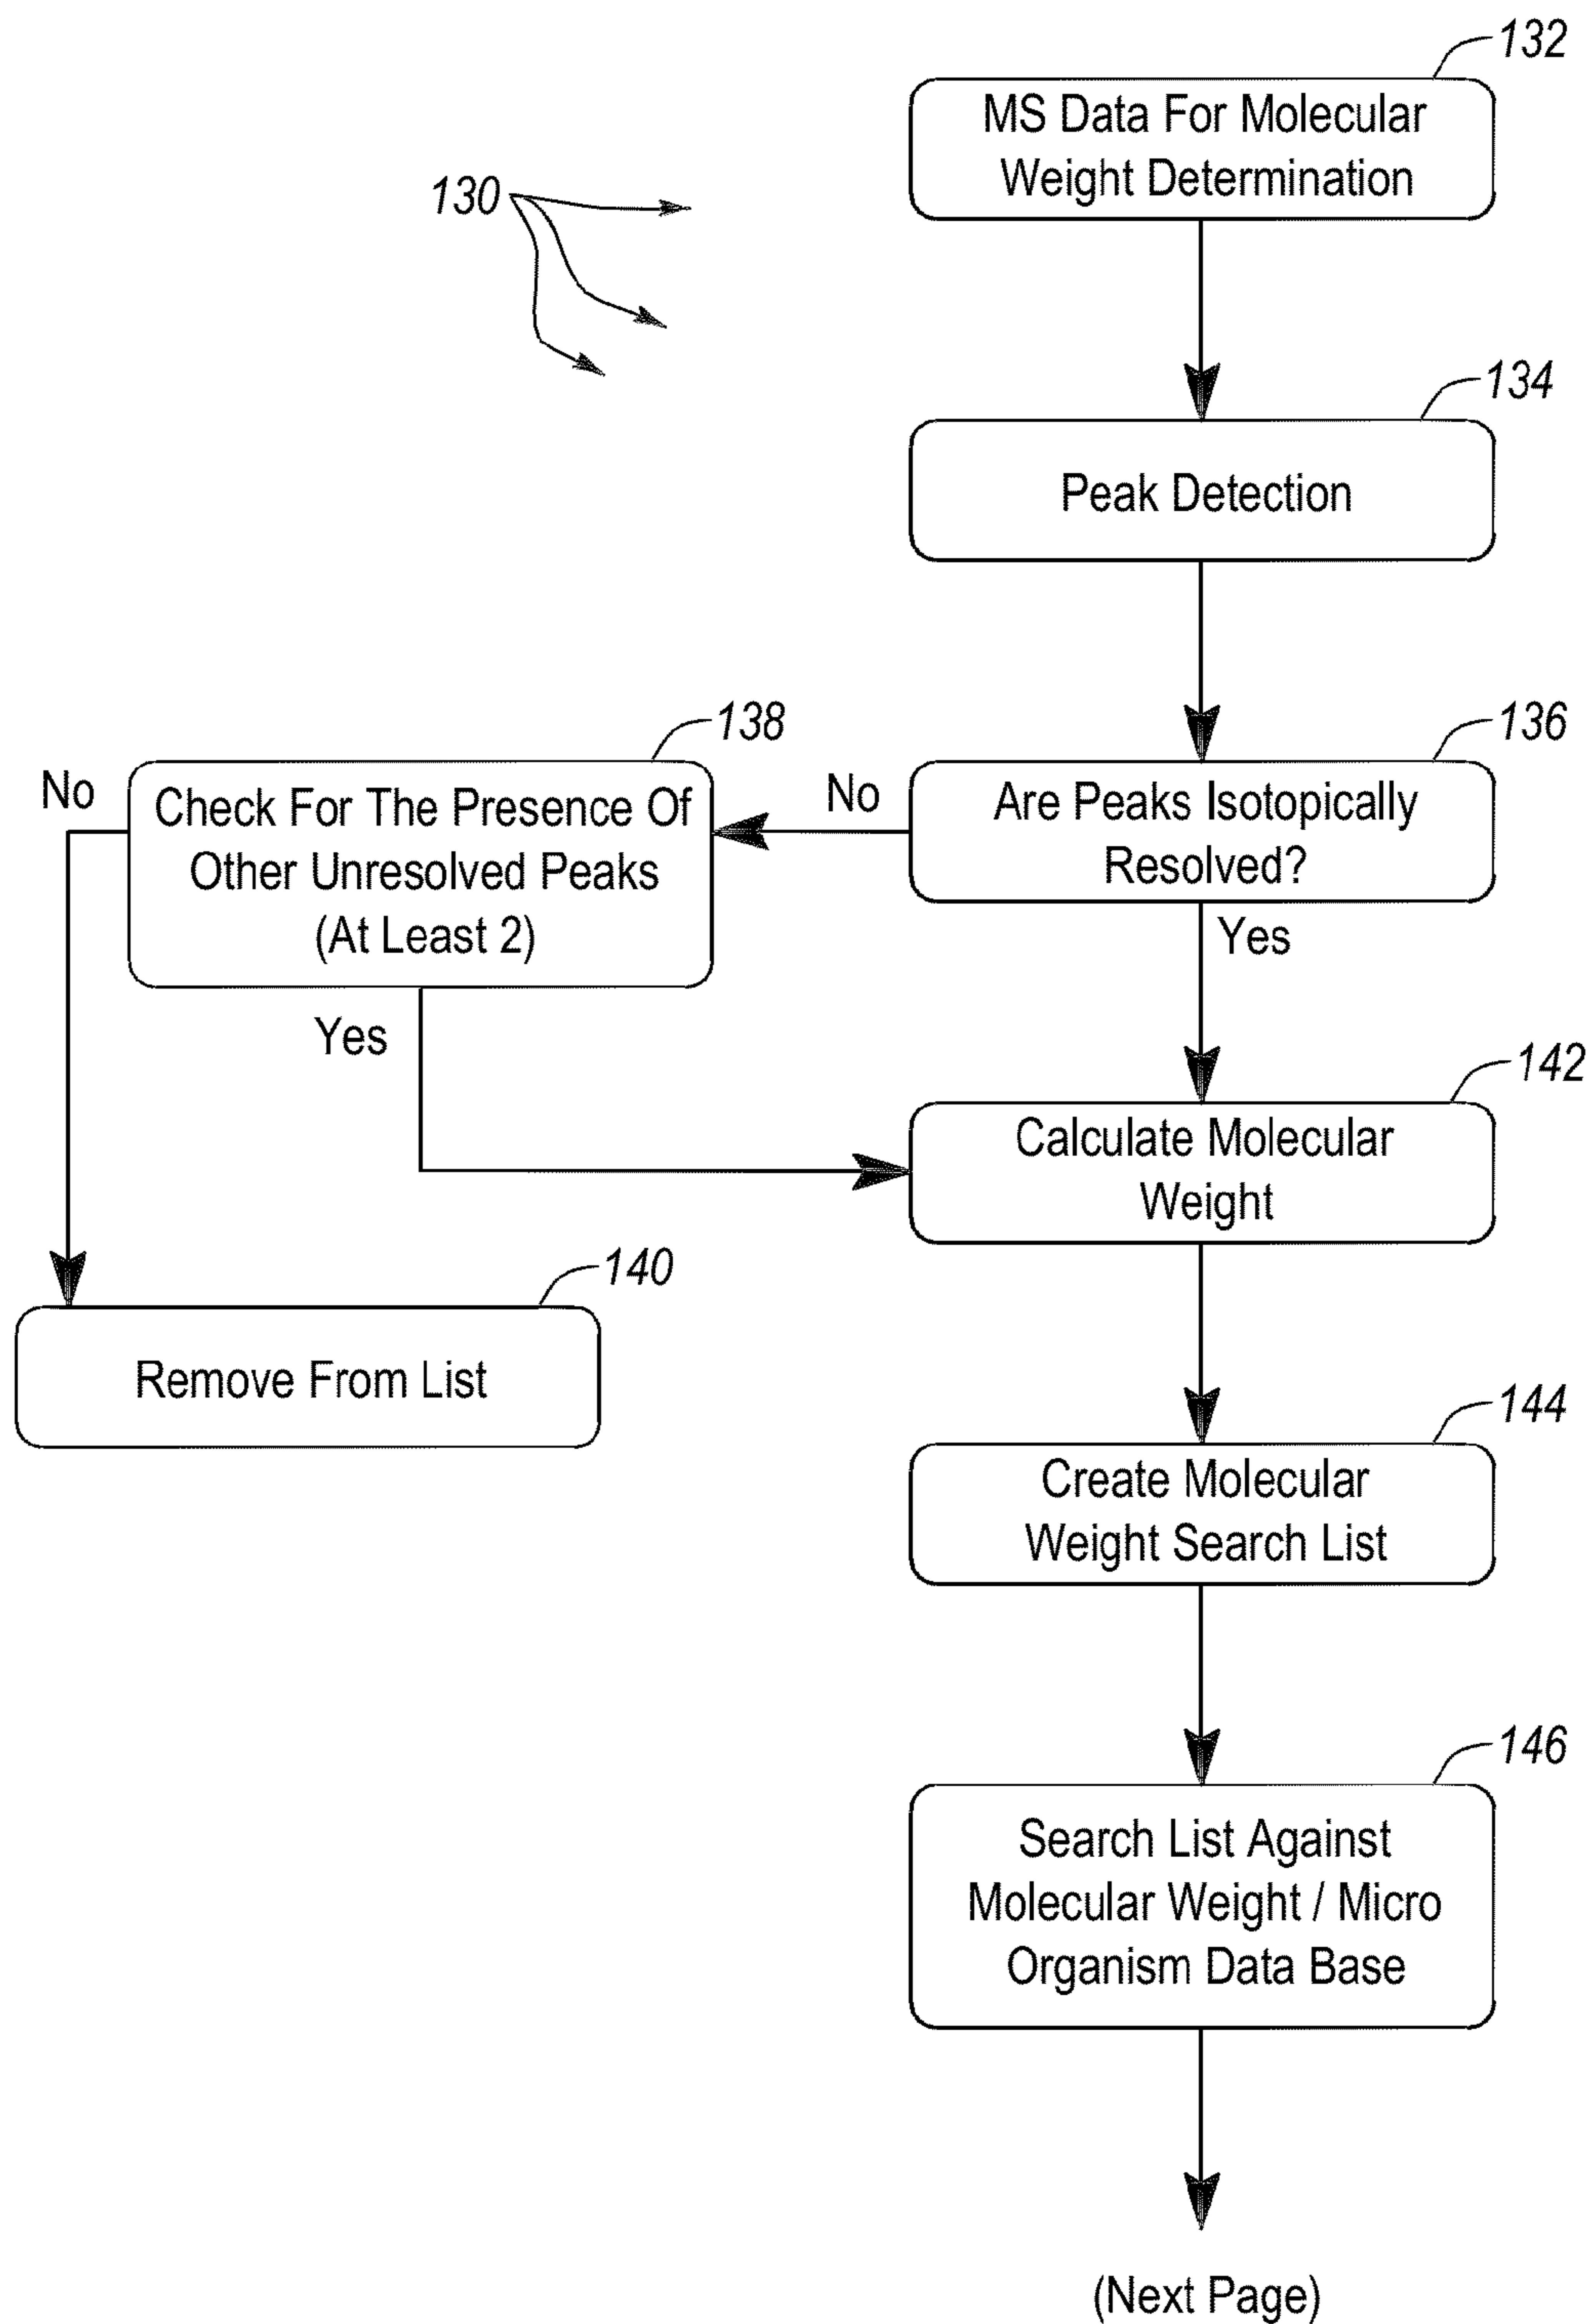 132
MS Data For Molecular
Weight Determination
130
134
Peak Detection
138
136
No
Check For The Presence Of
Other Unresolved Peaks
(At Least 2)
No
Are Peaks Isotopically
Resolved?
Yes
Yes
142
Calculate Molecular
Weight
140
Remove From List
144
Create Molecular
Weight Search List
146
Search List Against
Molecular Weight / Micro
Organism Data Base
(Next Page)